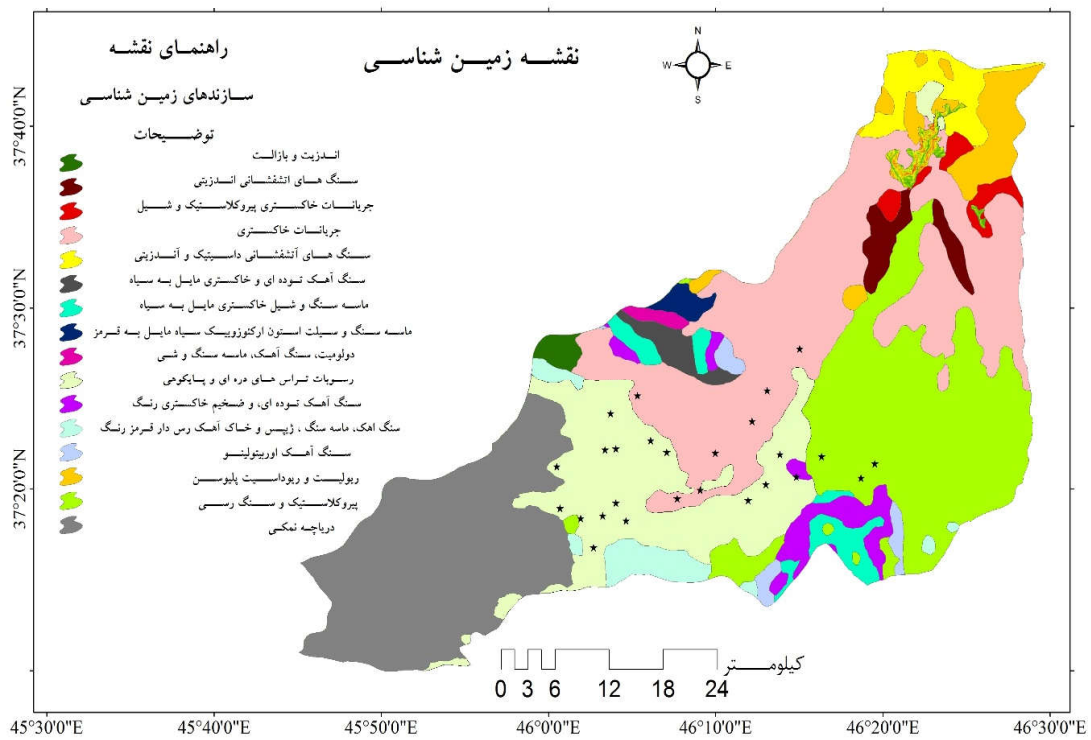 نقشه زمین شناسی
راهنمای نقشه
سازندهای زمین شناسی
توضیحات
اندزیت و بازالت
سنگ های اتشفشانی اندزیتی
جریانات خاکستری پیروکلاستیک و شیل
جریانات خاکستری
سنگ های آتشفشانی داسیتیک و آندزیتی
سنگ آهک توده ای و خاکستری مایل به سیاه
ماسه سنگ و شیل خاکستری مایل به سیاه
ماسه سنگ و سیلت استون ارکنوزوییک سیاه مایل به قرمز
دولومیت، سنگ آهک، ماسه سنگ و شی
رسوبات تراس های دره ای و پایکوهی
سنگ آهک توده ای، و ضخیم خاکستری رنگ
سنگ اهک، ماسه سنگ ، ژیپس و خاک آهک رس دار قرمز رنگ
سنگ آهک اوربیتولینو
ریولیت و ریوداسیت پلیوسن
پیروکلاستیک و سنگ رسی
دریاچه نمکی
N
W E
S
37°40'0"N
37°30'0"N
37°20'0"N
کیلومتر
0 3 6 12 18 24
45°30'0"E 45°40'0"E 45°50'0"E 46°00'0"E 46°10'0"E 46°20'0"E 46°30'0"E